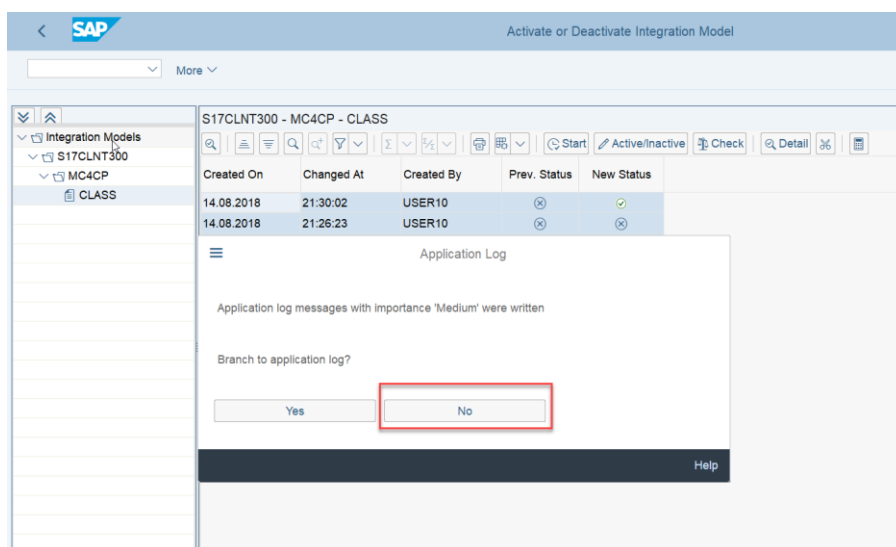 SAP
Activate or Deactivate Integration Model
More
Integration Models
S17CLNT300
MC4CP
CLASS
S17CLNT300 - MC4CP - CLASS
Start Active/Inactive Check Detail
Created On Changed At Created By Prev. Status New Status
14.08.2018 21:30:02 USER10
14.08.2018 21:26:23 USER10
Application Log
Application log messages with importance 'Medium' were written
Branch to application log?
Yes No
Help